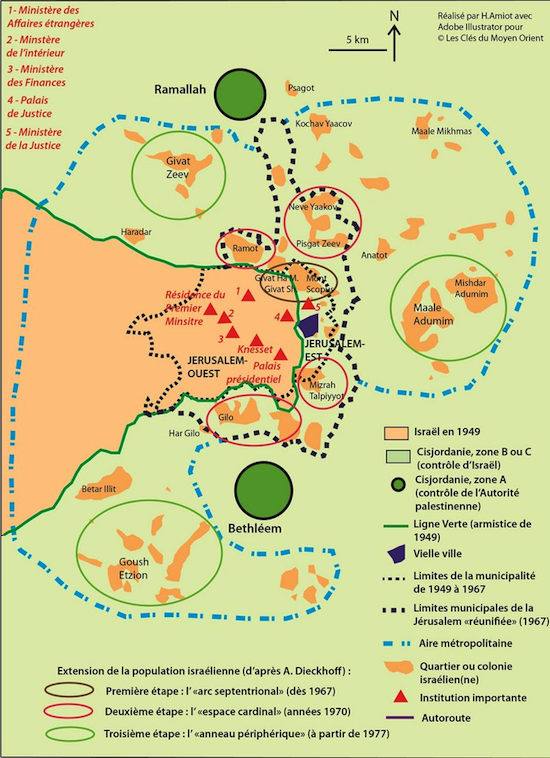 1- Ministère des
Affaires étrangères
2 - Minstère
de l'intérieur
3 - Ministère
des Finances
4 - Palais
de Justice
5 - Ministère
de la Justice
N
5 km
Réalisé par H.Amiot avec
Adobe Illustrator pour
© Les Clés du Moyen Orient
Ramallah
Psagot
Kochav Yaacov
Maale Mikhmas
Givat
Zeev
Neve Yaakov
Haradar
Ramot
Pisgat Zeev
Anatot
Givat Ha M.
Givat Sh.
Mont
Scopus
Mishdar
Adumim
Maale
Adumim
Résidence du
Premier
Minsitre
1
2
3
4
5
Knesset
Palais
présidentiel
JERUSALEM-
OUEST
JERUSALEM-
EST
Mizrah
Talpiyyot
Gilo
Har Gilo
Betar Illit
Bethléem
Goush
Etzion
Israël en 1949
Cisjordanie, zone B ou C
(contrôle d'Israël)
Cisjordanie, zone A
(contrôle de l'Autorité
palestinenne)
Ligne Verte (armistice de
1949)
Vielle ville
Limites de la municipalité
de 1949 à 1967
Limites municipales de la
Jérusalem «réunifiée» (1967)
Aire métropolitaine
Quartier ou colonie
israélien(ne)
Institution importante
Autoroute
Extension de la population israélienne (d'après A. Dieckhoff) :
Première étape : l' «arc septentrional» (dès 1967)
Deuxième étape : l' «espace cardinal» (années 1970)
Troisième étape : l' «anneau périphérique» (à partir de 1977)